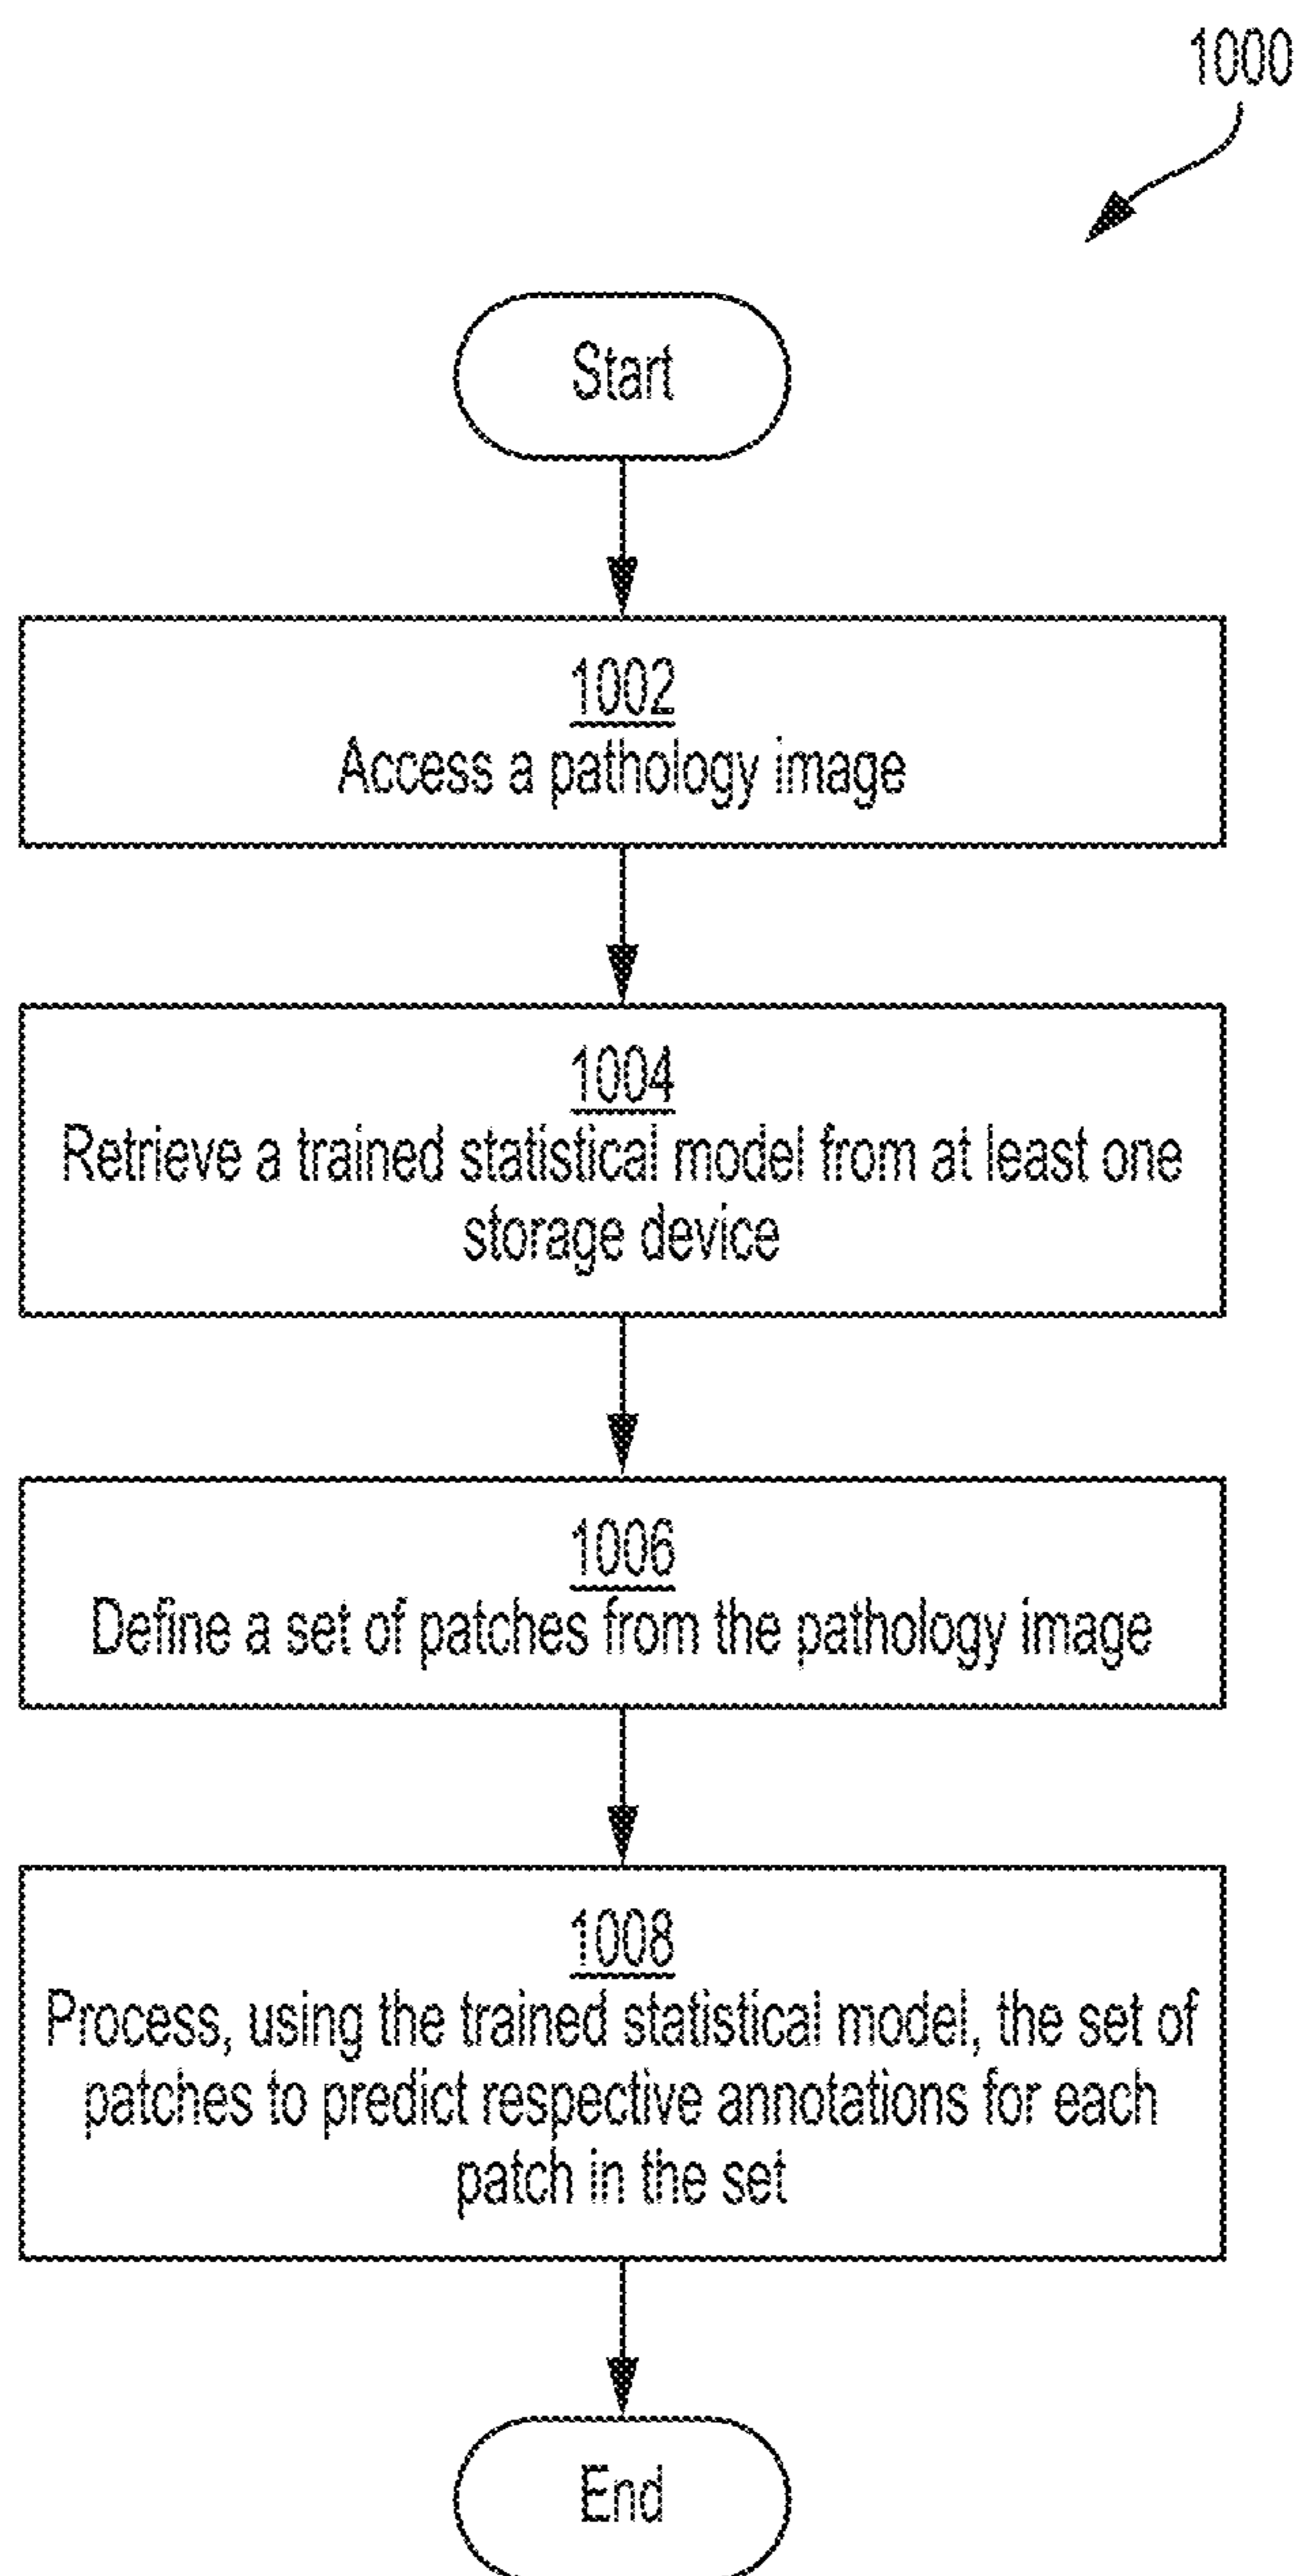 1000
Start
1002
Access a pathology image
1004
Retrieve a trained statistical model from at least one
storage device
1006
Define a set of patches from the pathology image
1008
Process, using the trained statistical model, the set of
patches to predict respective annotations for each
patch in the set
End